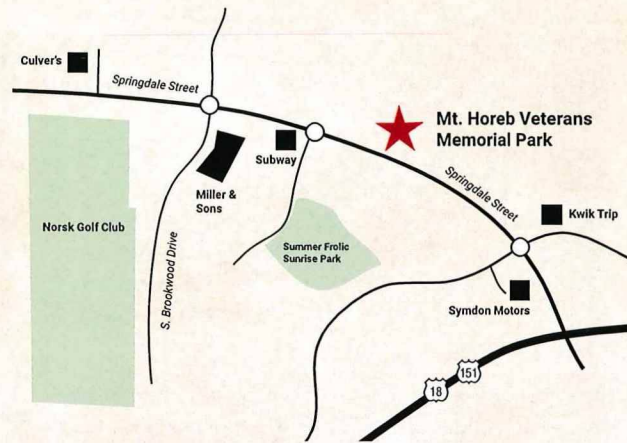 Culver's
Springdale Street
Mt. Horeb Veterans
Memorial Park
Subway
Miller &
Sons
Springdale Street
Kwik Trip
Norsk Golf Club
S. Brookwood Drive
Summer Frolic
Sunrise Park
Symdon Motors
151
18